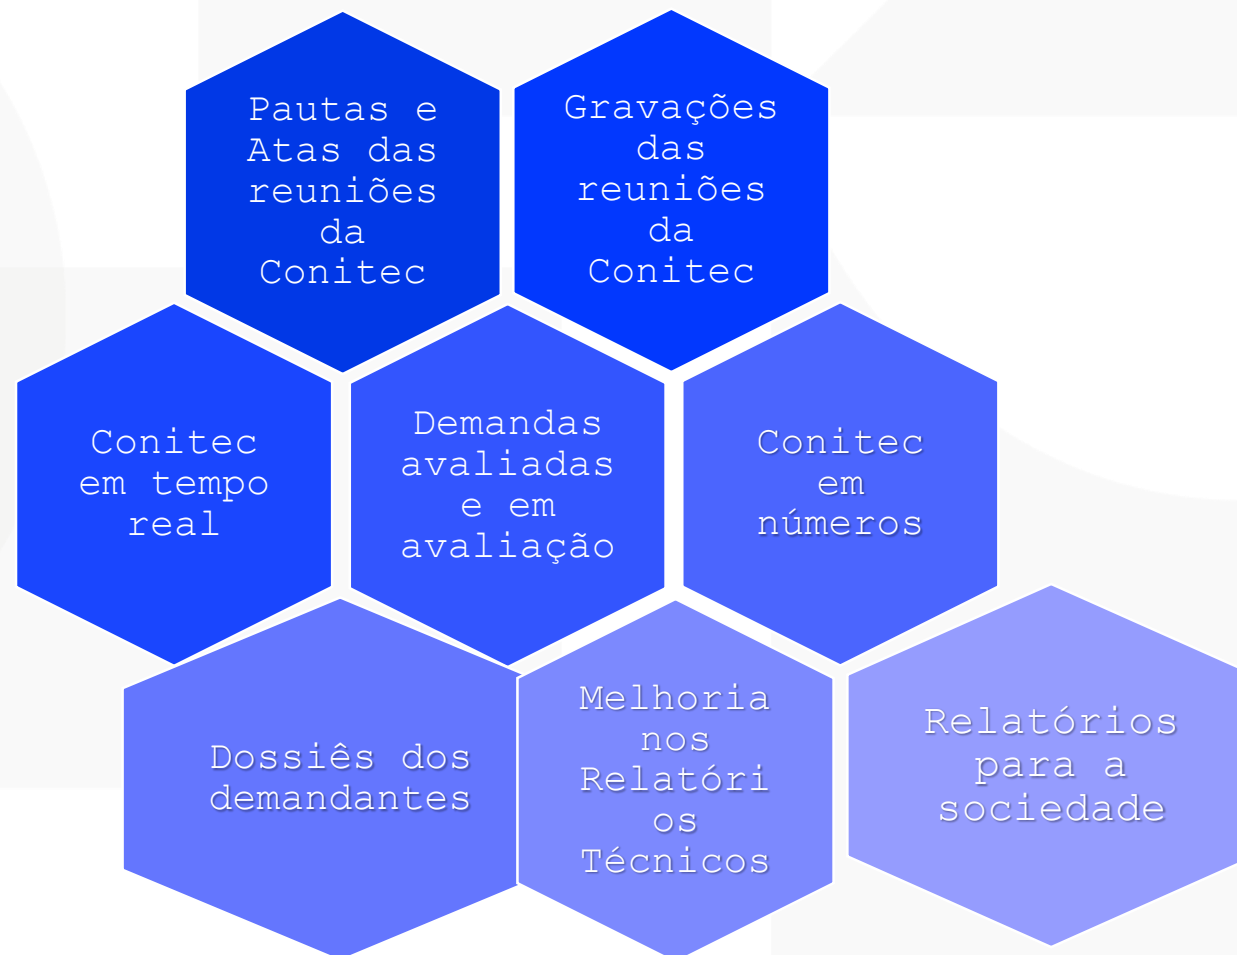 Pautas e
Atas das
reuniões
da
Conitec
Gravações
das
reuniões
da
Conitec
Conitec
em tempo
real
Demandas
avaliadas
e em
avaliação
Conitec
em
números
Dossiês dos
demandantes
Melhoria
nos
Relatóri
os
Técnicos
Relatórios
para a
sociedade